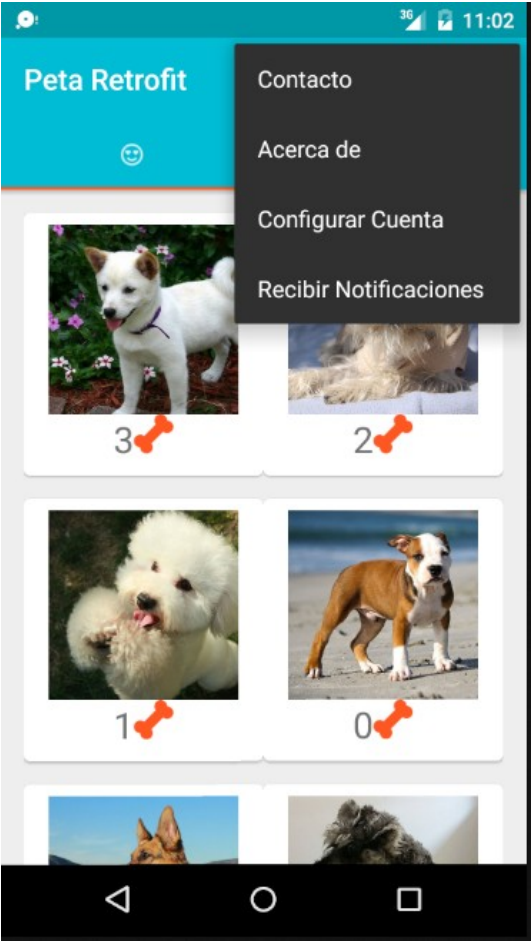 3G 11:02
Peta Retrofit
Contacto
Acerca de
Configurar Cuenta
Recibir Notificaciones
3 2
1 0